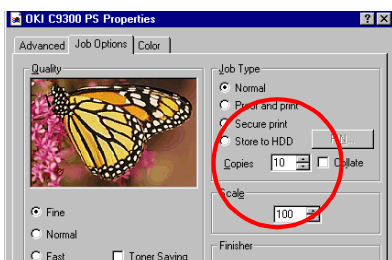 OKI C9300 PS Properties
Advanced Job Options Color
Quality
Fine
Normal
Fast Toner Saving
Job Type
Normal
Proof and print
Secure print
Store to HDD
Copies 10 Collate
Scale
100
Finisher